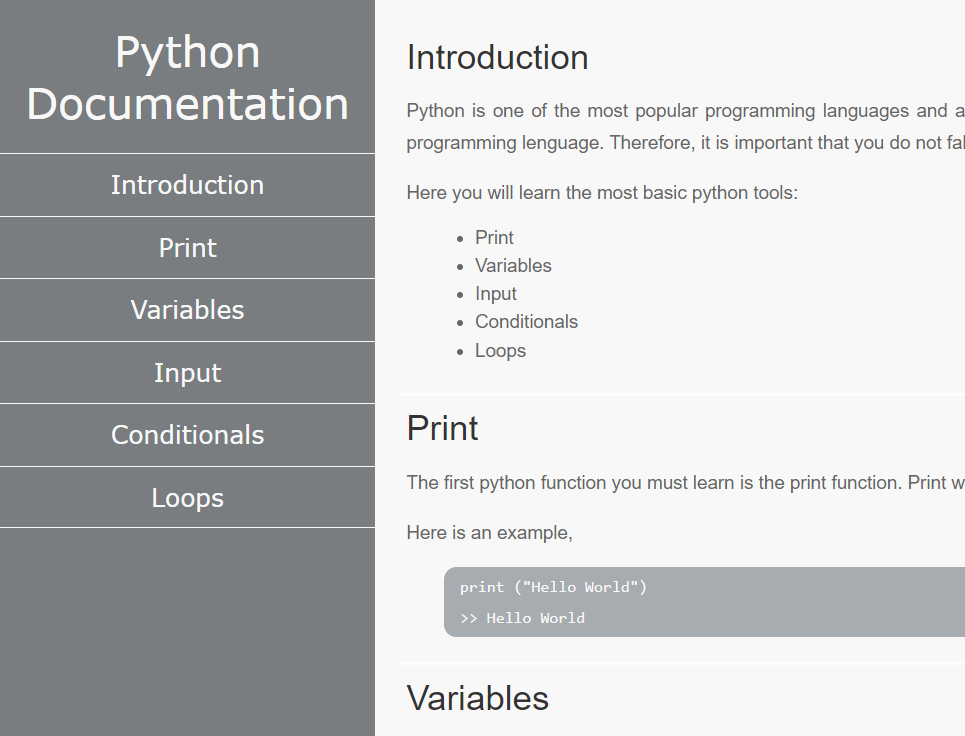 Python
Documentation
Introduction
Print
Variables
Input
Conditionals
Loops
Introduction
Python is one of the most popular programming languages and a
programming lenguage. Therefore, it is important that you do not fal
Here you will learn the most basic python tools:
Print
Variables
Input
Conditionals
Loops
Print
The first python function you must learn is the print function. Print w
Here is an example,
print ("Hello World")
>> Hello World
Variables